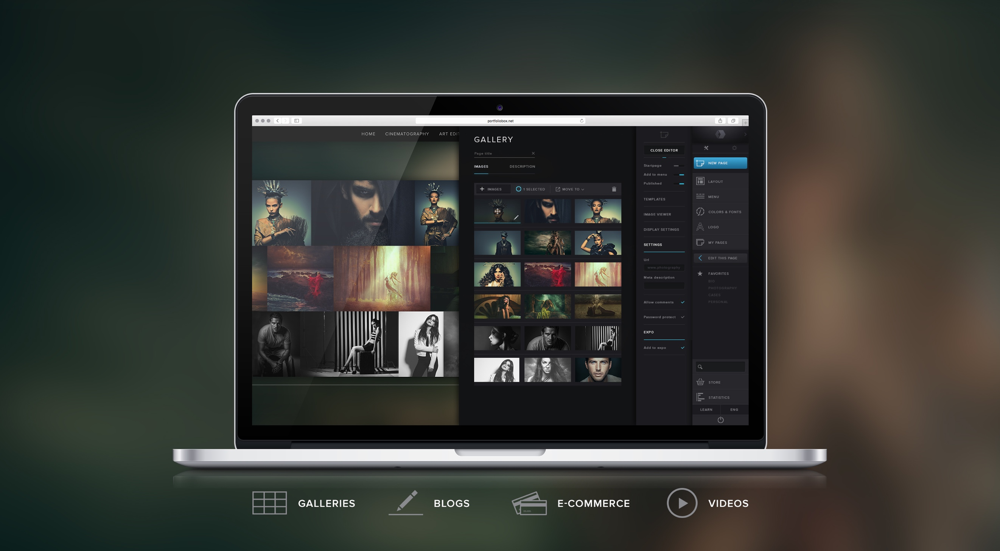 portfoliobox.net
HOME CINEMATOGRAPHY ART EDIT
GALLERY
Page title
IMAGES DESCRIPTION
IMAGES 1 SELECTED MOVE TO
CLOSE EDITOR
Startpage
Add to menu
Published
TEMPLATES
IMAGE VIEWER
DISPLAY SETTINGS
SETTINGS
Url
www.photography
Meta description
Allow comments
Password protect
EXPO
Add to expo
NEW PAGE
LAYOUT
MENU
COLORS & FONTS
LOGO
MY PAGES
EDIT THIS PAGE
FAVORITES
BIO
PHOTOGRAPHY
CASES
PERSONAL
STORE
STATISTICS
LEARN ENG
GALLERIES BLOGS E-COMMERCE VIDEOS